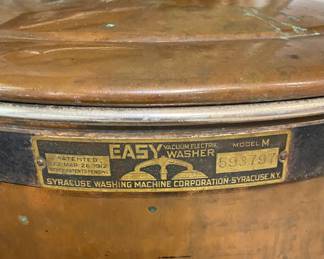 EASY VACUUM ELECTRIC WASHER
MODEL M
PATENTED
MAR. 26 1912
593797
SYRACUSE WASHING MACHINE CORPORATION-SYRACUSE.N.Y.